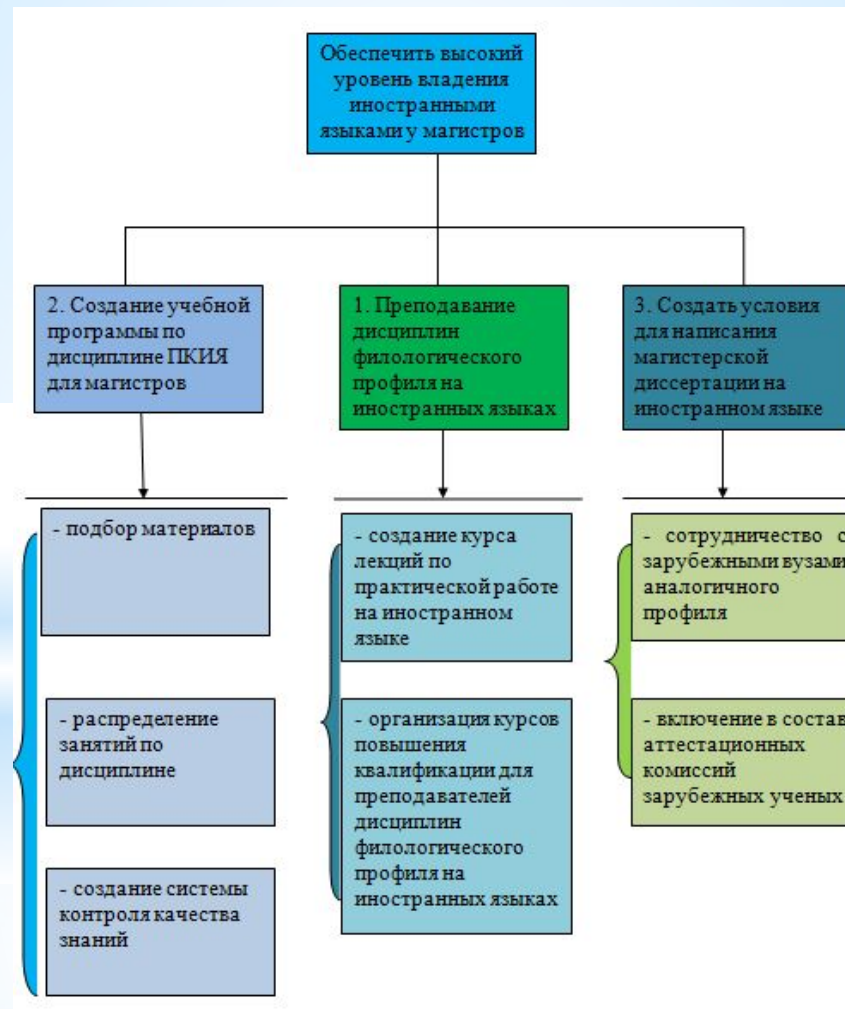 Обеспечить высокий
уровень владения
иностранными
языками у магистров
2. Создание учебной
программы по
дисциплине ПКИЯ
для магистров
1. Преподавание
дисциплин
филологического
профиля на
иностранных языках
3. Создать условия
для написания
магистерской
диссертации на
иностранном языке
- подбор материалов
- распределение
занятий по
дисциплине
- создание системы
контроля качества
знаний
- создание курса
лекций по
практической работе
на иностранном
языке
- организация курсов
повышения
квалификации для
преподавателей
дисциплин
филологического
профиля на
иностранных языках
- сотрудничество с
зарубежными вузами
аналогичного
профиля
- включение в состав
аттестационных
комиссий
зарубежных ученых